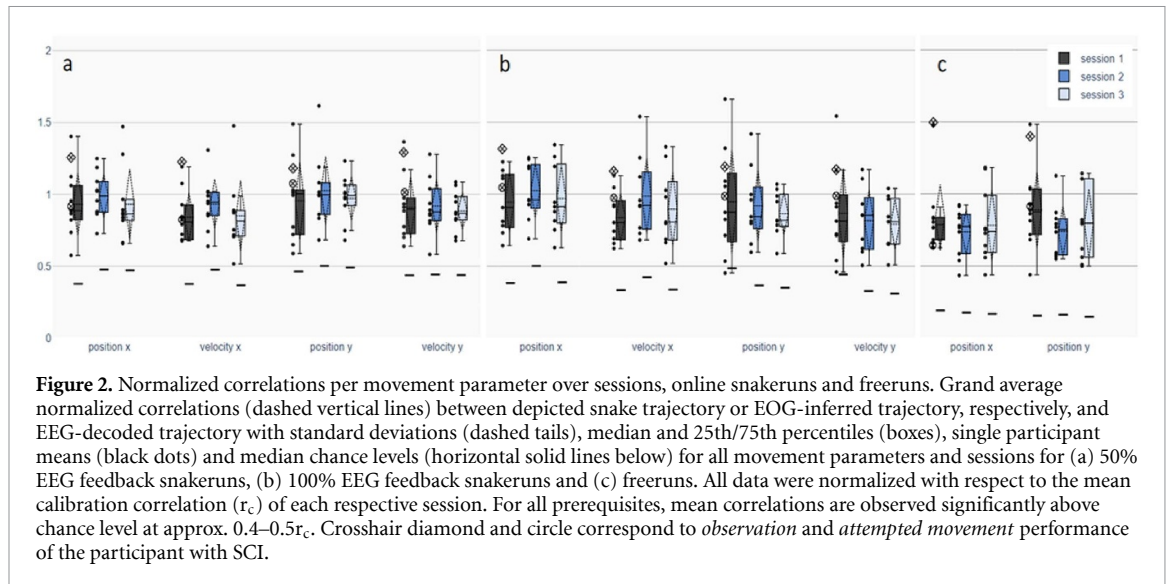 2
1.5
1
0.5
0
a
b
c
session 1
session 2
session 3
position x
velocity x
position y
velocity y
position x
velocity x
position y
velocity y
position x
position y
Figure 2. Normalized correlations per movement parameter over sessions, online snakeruns and freeruns. Grand average
normalized correlations (dashed vertical lines) between depicted snake trajectory or EOG-inferred trajectory, respectively, and
EEG-decoded trajectory with standard deviations (dashed tails), median and 25th/75th percentiles (boxes), single participant
means (black dots) and median chance levels (horizontal solid lines below) for all movement parameters and sessions for (a) 50%
EEG feedback snakeruns, (b) 100% EEG feedback snakeruns and (c) freeruns. All data were normalized with respect to the mean
calibration correlation (rc) of each respective session. For all prerequisites, mean correlations are observed significantly above
chance level at approx. 0.4–0.5rc. Crosshair diamond and circle correspond to observation and attempted movement performance
of the participant with SCI.